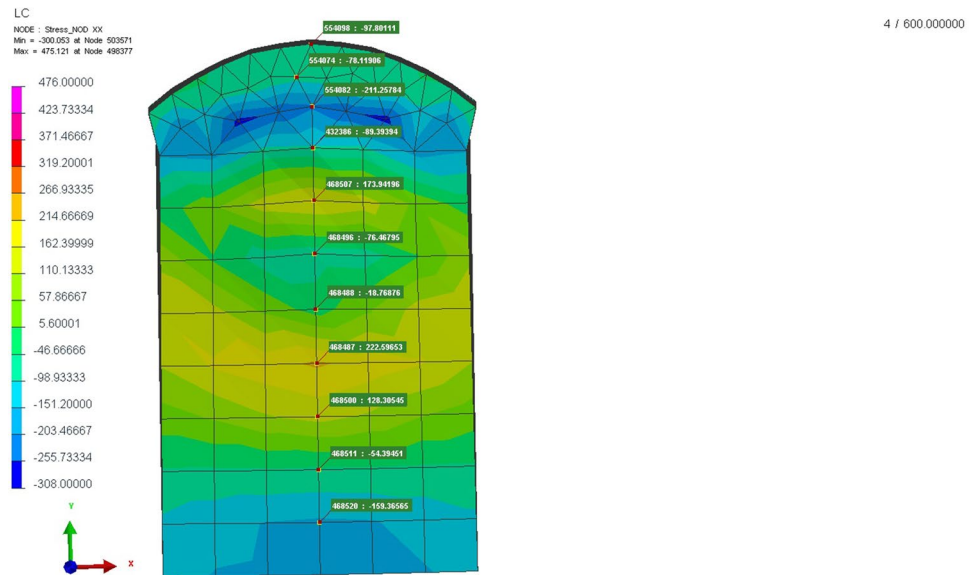 LC
4 / 600.000000
NODE : Stress_NOD XX
Min = -300.053 at Node 503571
Max = 475.121 at Node 498377
554098 : -97.80111
554074 : -78.11906
554082 : -211.25784
432386 : -89.39394
468507 : 173.94196
468496 : -76.46795
468488 : -18.76876
468487 : 222.59653
468500 : 128.30545
468511 : -54.39451
468520 : -159.36565
476.00000
423.73334
371.46667
319.20001
266.93335
214.66669
162.39999
110.13333
57.86667
5.60001
-46.66666
-98.93333
-151.20000
-203.46667
-255.73334
-308.00000
Y
X